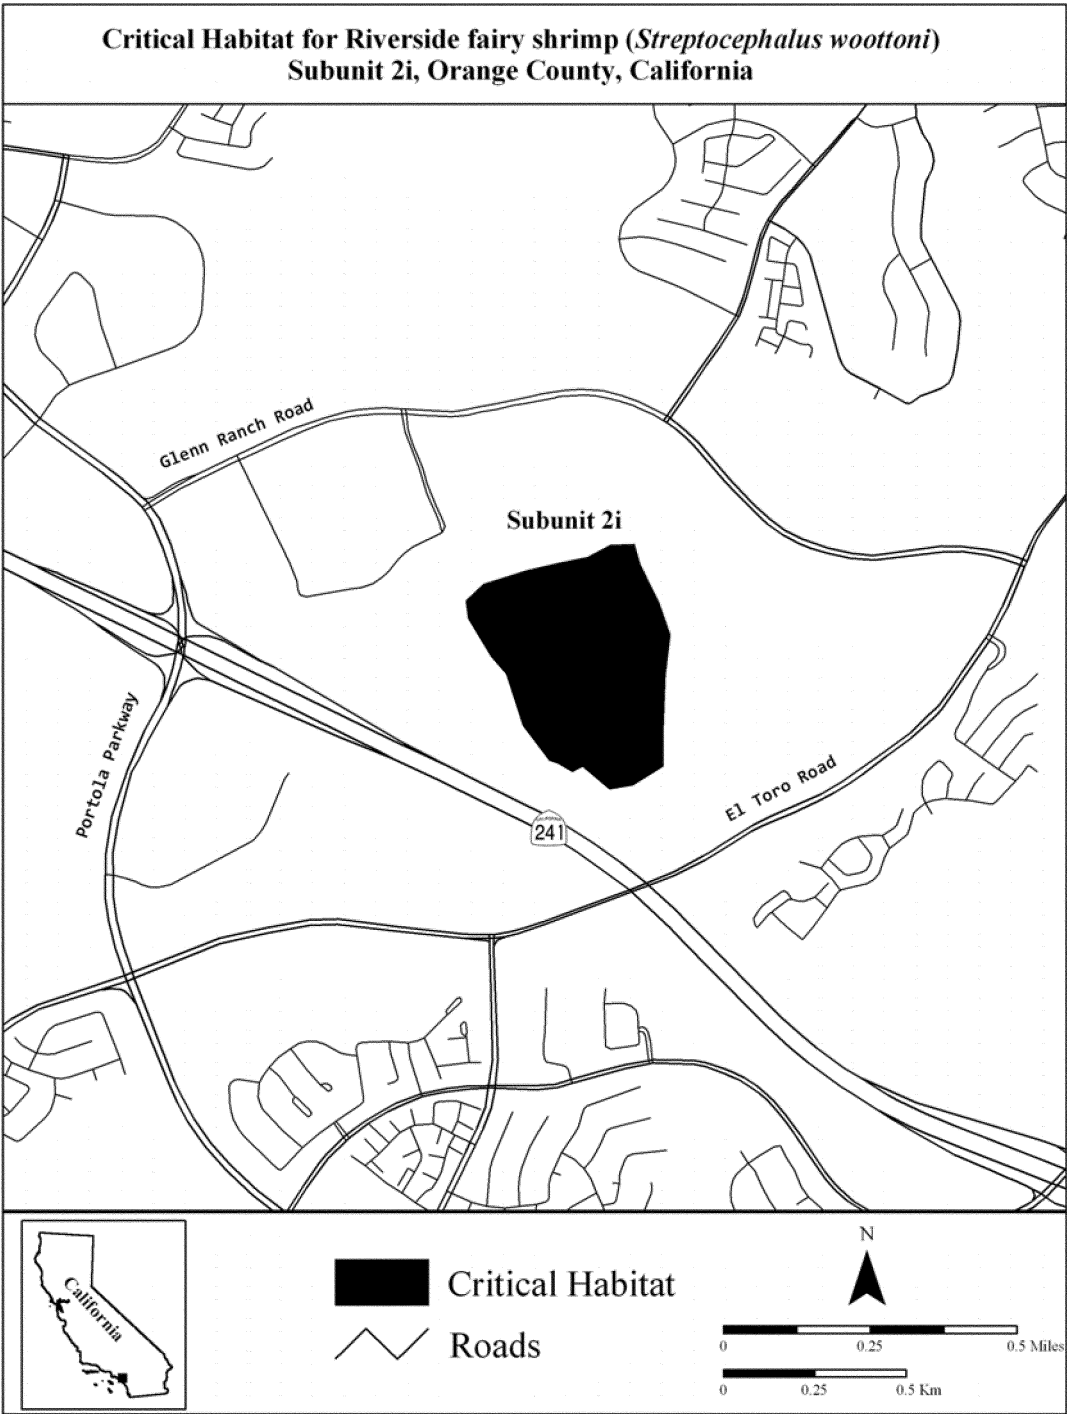 Critical Habitat for Riverside fairy shrimp (Streptocephalus woottoni)
Subunit 2i, Orange County, California
Glenn Ranch Road
Subunit 2i
Portola Parkway
El Toro Road
CALIFORNIA
241
California
Critical Habitat
Roads
N
0 0.25 0.5 Miles
0 0.25 0.5 Km